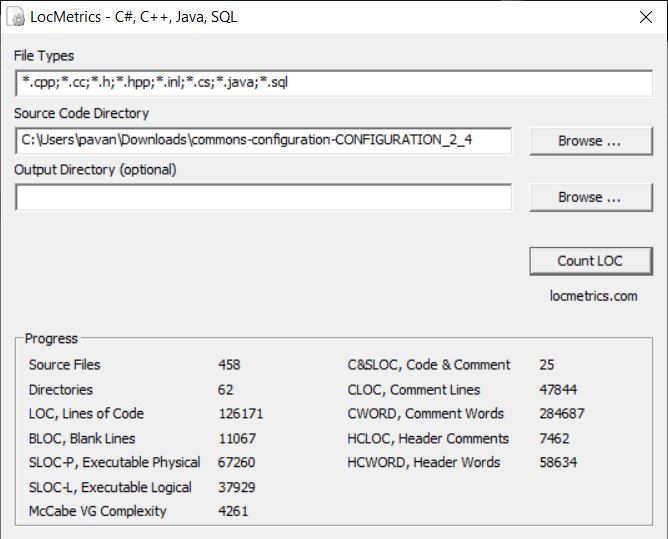 LocMetrics - C#, C++, Java, SQL
File Types
*.cpp;*.cc;*.h;*.hpp;*.inl;*.cs;*.java;*.sql
Source Code Directory
C:\Users\pavan\Downloads\commons-configuration-CONFIGURATION_2_4
Browse ...
Output Directory (optional)
Browse ...
Count LOC
locmetrics.com
Progress
Source Files 458 C&SLOC, Code & Comment 25
Directories 62 CLOC, Comment Lines 47844
LOC, Lines of Code 126171 CWORD, Comment Words 284687
BLOC, Blank Lines 11067 HCLOC, Header Comments 7462
SLOC-P, Executable Physical 67260 HCWORD, Header Words 58634
SLOC-L, Executable Logical 37929
McCabe VG Complexity 4261